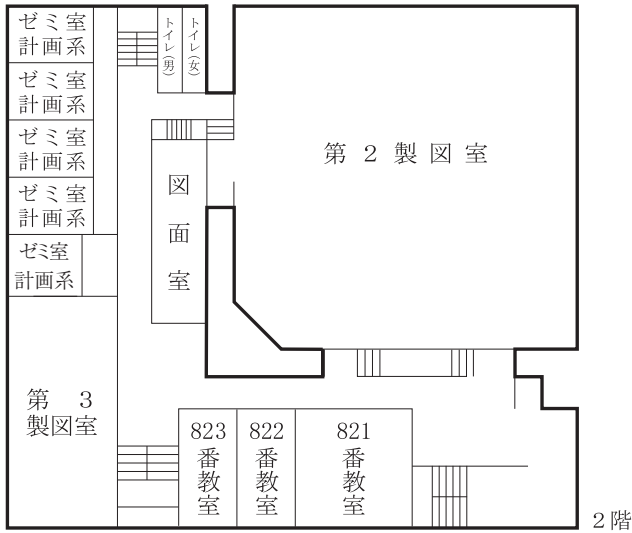 ゼミ室
計画系
トイレ(男)
トイレ(女)
ゼミ室
計画系
ゼミ室
計画系
ゼミ室
計画系
ゼミ室
計画系
第2製図室
図面室
第3
製図室
823
番教室
822
番教室
821
番教室
2階